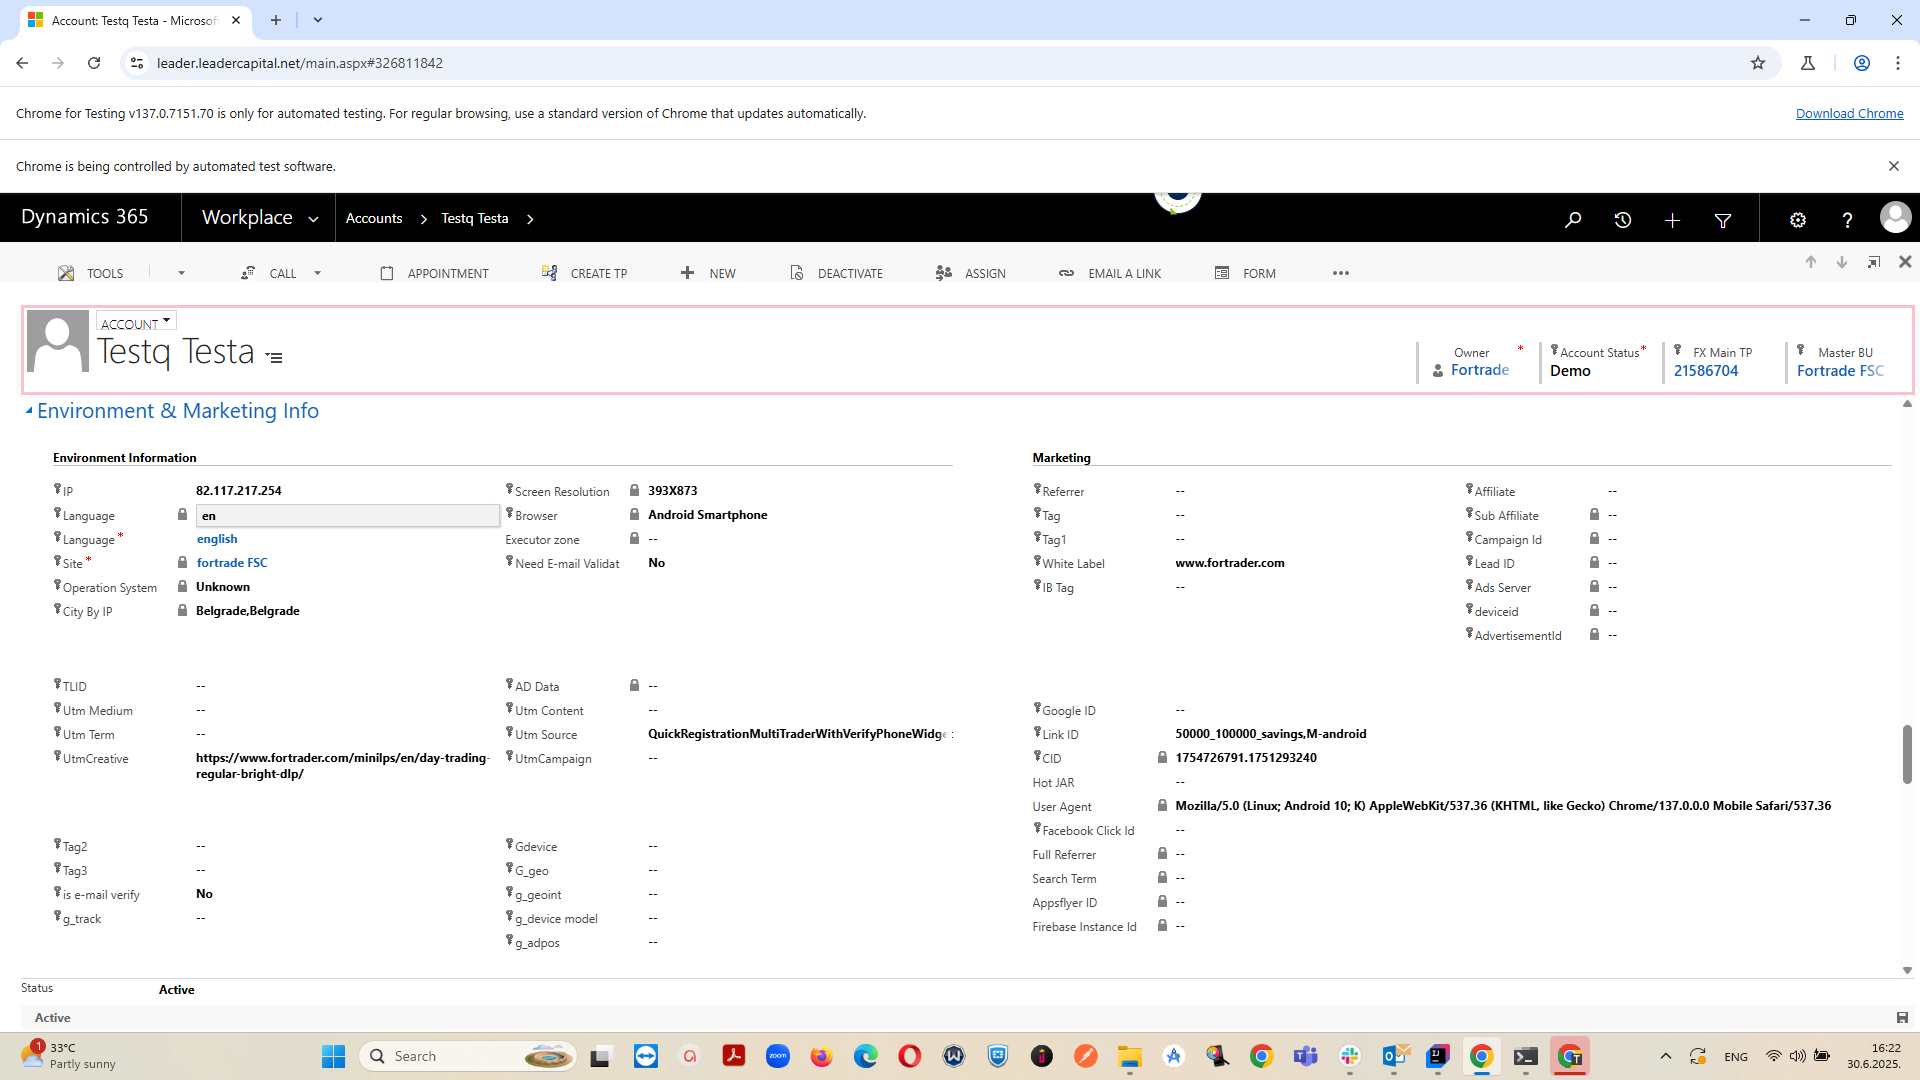 Account: Testq Testa - Microsof
leader.leadercapital.net/main.aspx#326811842
Chrome for Testing v137.0.7151.70 is only for automated testing. For regular browsing, use a standard version of Chrome that updates automatically.
Download Chrome
Chrome is being controlled by automated test software.
Dynamics 365
Workplace
Accounts
Testq Testa
TOOLS
CALL
APPOINTMENT
CREATE TP
NEW
DEACTIVATE
ASSIGN
EMAIL A LINK
FORM
ACCOUNT
Testq Testa
Owner *
Fortrade
Account Status *
Demo
FX Main TP
21586704
Master BU
Fortrade FSC
Environment & Marketing Info
Environment Information
IP 82.117.217.254
Language en
Language * english
Site * fortrade FSC
Operation System Unknown
City By IP Belgrade,Belgrade
Screen Resolution 393X873
Browser Android Smartphone
Executor zone --
Need E-mail Validat No
TLID --
Utm Medium --
Utm Term --
UtmCreative https://www.fortrader.com/minilps/en/day-trading-
regular-bright-dlp/
AD Data --
Utm Content --
Utm Source QuickRegistrationMultiTraderWithVerifyPhoneWidge
UtmCampaign --
Tag2 --
Tag3 --
is e-mail verify No
g_track --
Gdevice --
G_geo --
g_geoint --
g_device model --
g_adpos --
Marketing
Referrer --
Tag --
Tag1 --
White Label www.fortrader.com
IB Tag --
Affiliate --
Sub Affiliate --
Campaign Id --
Lead ID --
Ads Server --
deviceid --
AdvertisementId --
Google ID --
Link ID 50000_100000_savings,M-android
CID 1754726791.1751293240
Hot JAR --
User Agent Mozilla/5.0 (Linux; Android 10; K) AppleWebKit/537.36 (KHTML, like Gecko) Chrome/137.0.0.0 Mobile Safari/537.36
Facebook Click Id --
Full Referrer --
Search Term --
Appsflyer ID --
Firebase Instance Id --
Status Active
Active
1
33°C
Partly sunny
Search
zoom
ENG
16:22
30.6.2025.